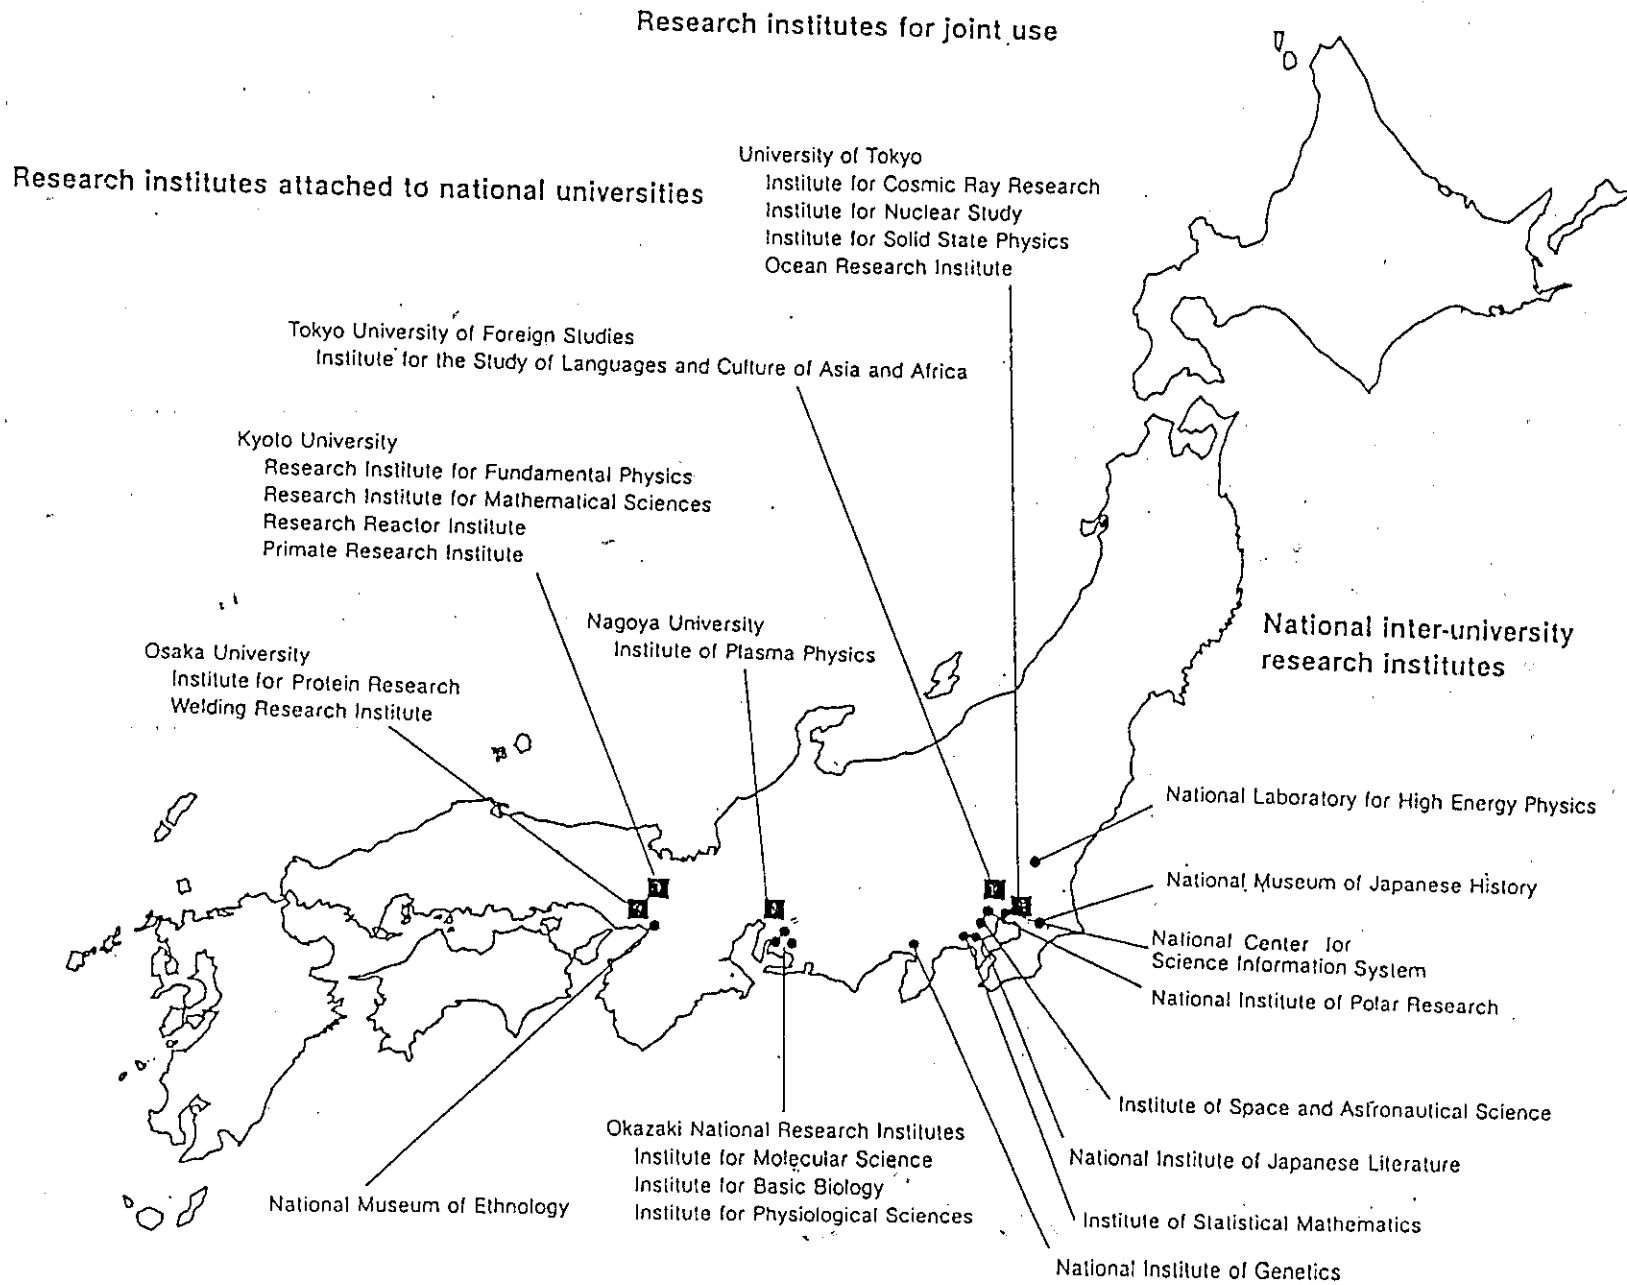 Research institutes for joint use
Research institutes attached to national universities
University of Tokyo
Institute for Cosmic Ray Research
Institute for Nuclear Study
Institute for Solid State Physics
Ocean Research Institute
Tokyo University of Foreign Studies
Institute for the Study of Languages and Culture of Asia and Africa
Kyoto University
Research Institute for Fundamental Physics
Research Institute for Mathematical Sciences
Research Reactor Institute
Primate Research Institute
Nagoya University
Institute of Plasma Physics
Osaka University
Institute for Protein Research
Welding Research Institute
National inter-university
research institutes
National Laboratory for High Energy Physics
National Museum of Japanese History
National Center for
Science Information System
National Institute of Polar Research
Institute of Space and Astronautical Science
National Institute of Japanese Literature
Institute of Statistical Mathematics
National Institute of Genetics
Okazaki National Research Institutes
Institute for Molecular Science
Institute for Basic Biology
Institute for Physiological Sciences
National Museum of Ethnology